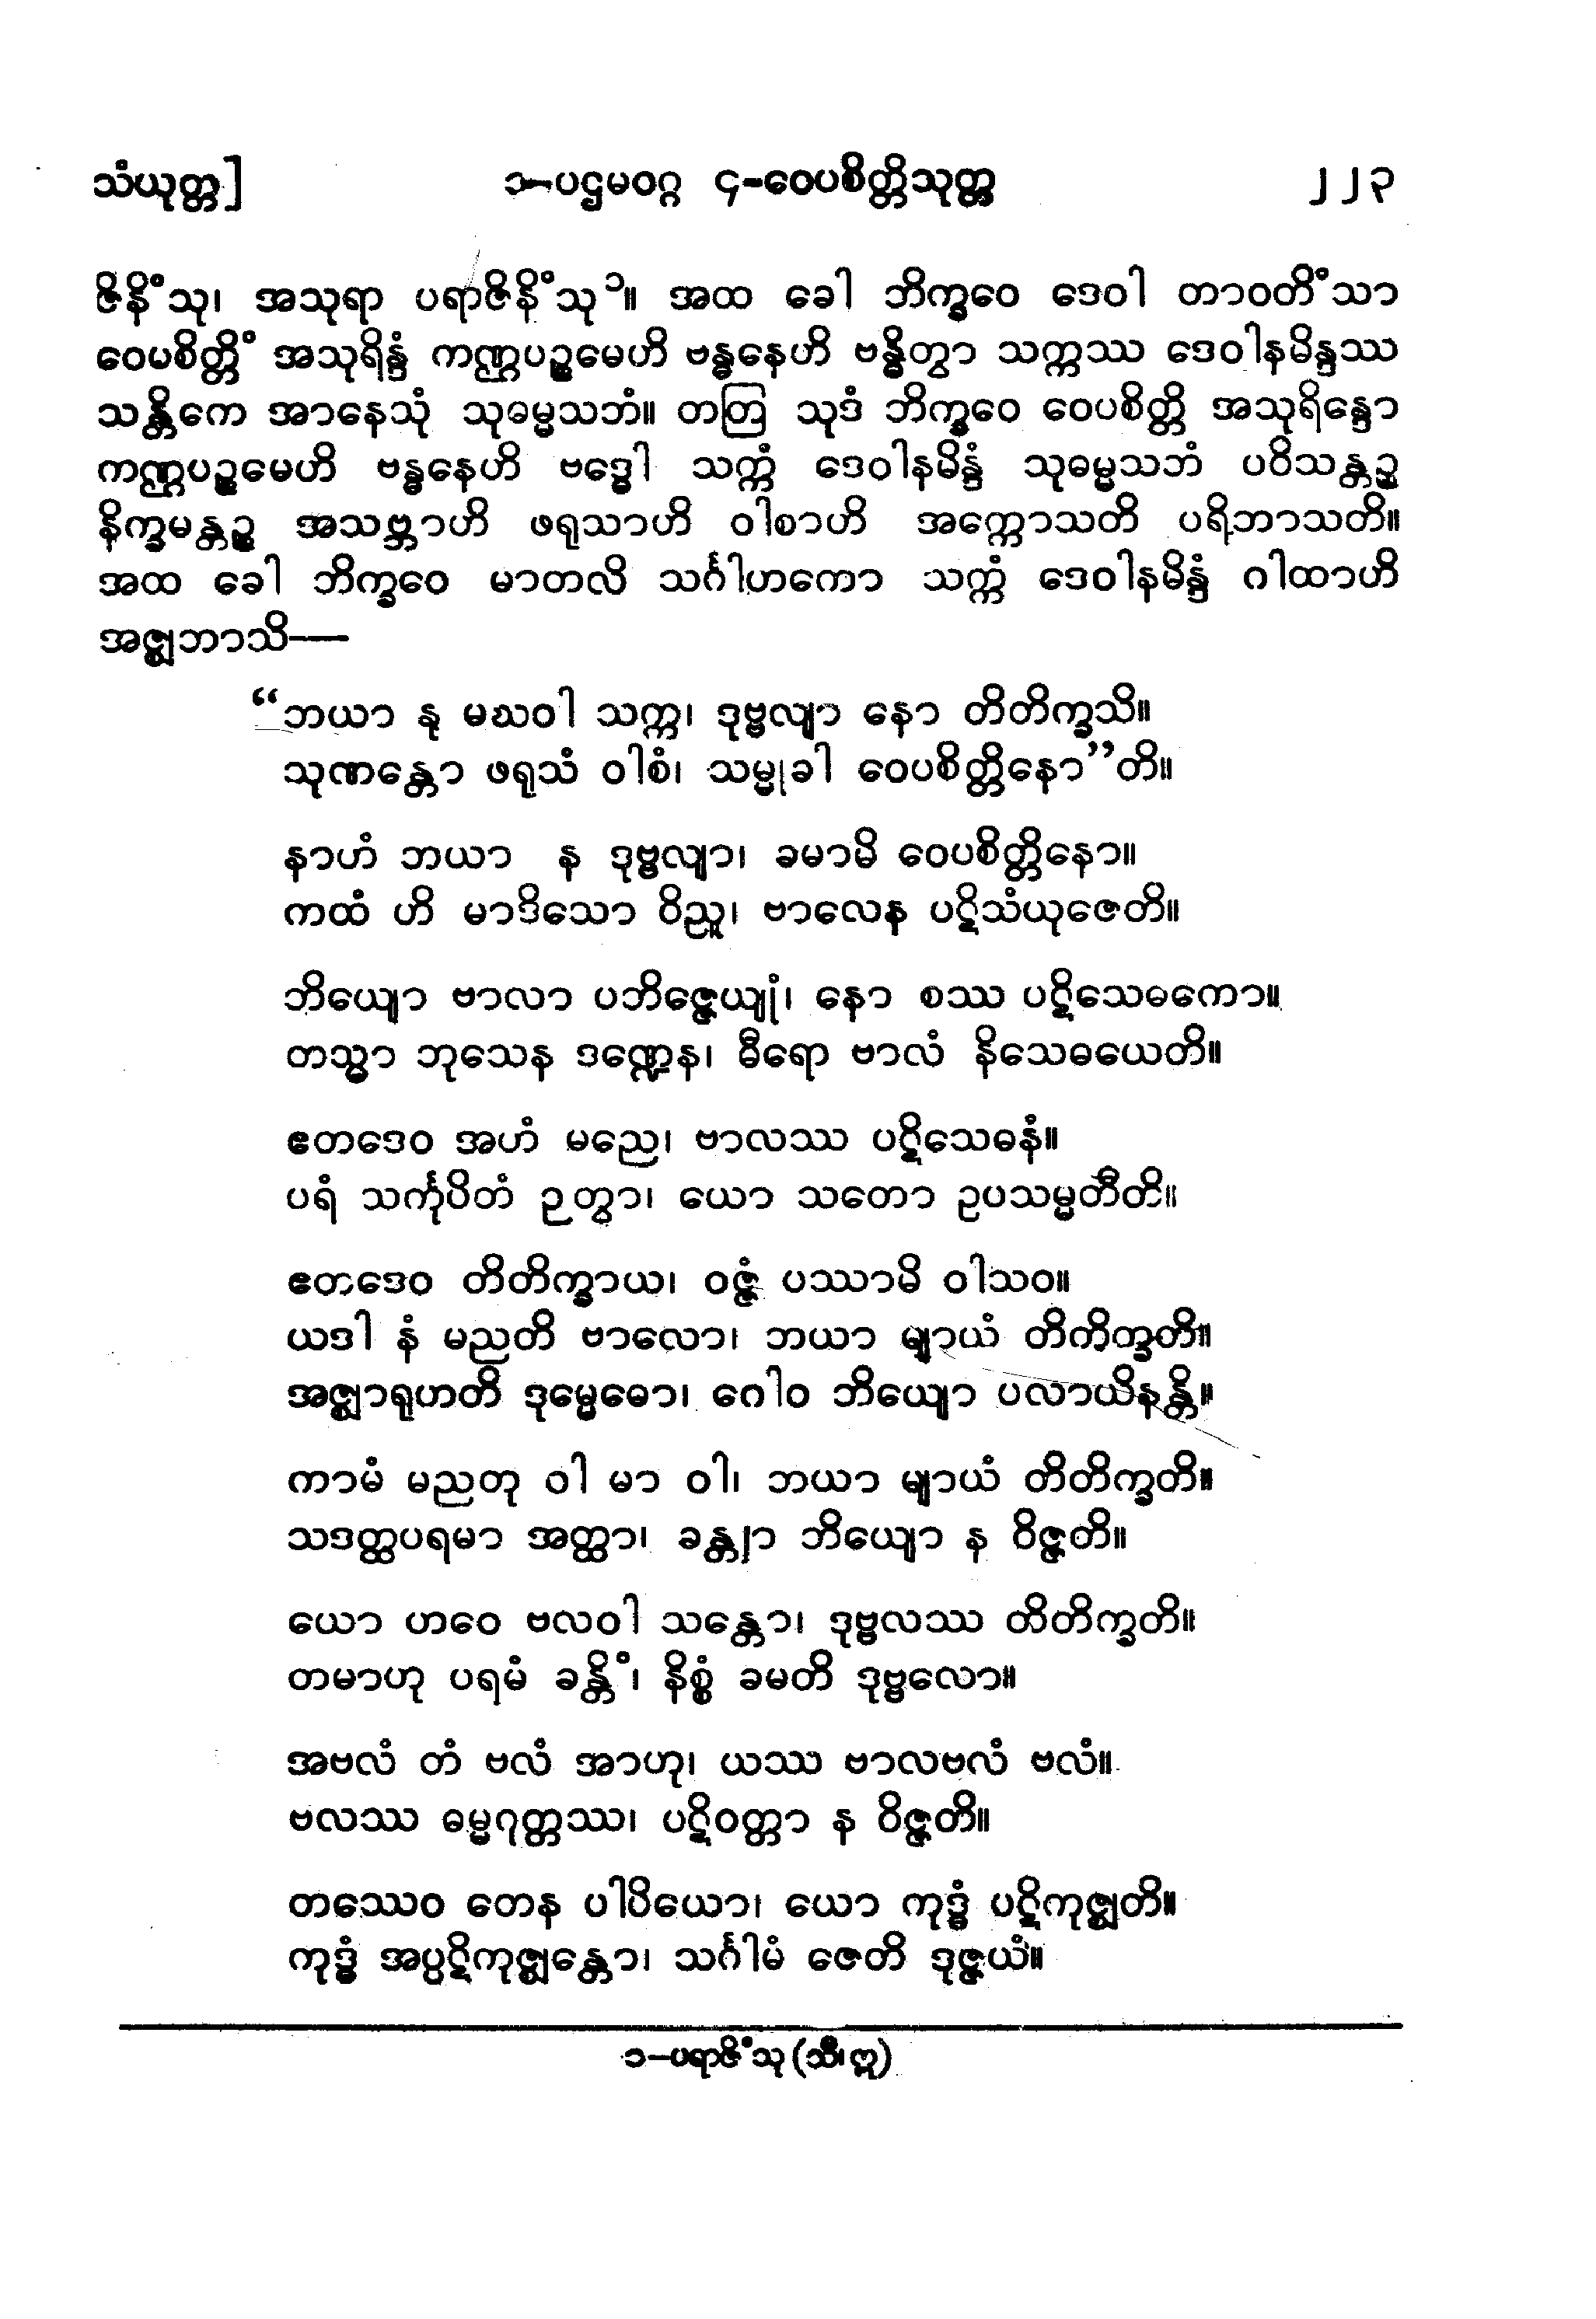 သံယုတ္တ] ၁-ပဌမဝဂ္ဂ ၄-ဝေပစိတ္တိသုတ္တ ၂၂၃
ဇိနိံသု၊ အသုရာ ပရာဇိနိံသု၁။ အထ ခေါ ဘိက္ခဝေ ဒေဝါ တာဝတိံသာ
ဝေပစိတ္တိံ အသုရိန္ဒံ ကဏ္ဌပဉ္စမေဟိ ဗန္ဓနေဟိ ဗန္ဓိတွာ သက္ကဿ ဒေဝါနမိန္ဒဿ
သန္တိကေ အာနေသုံ သုဓမ္မသဘံ။ တတြ သုဒံ ဘိက္ခဝေ ဝေပစိတ္တိ အသုရိန္ဒော
ကဏ္ဌပဉ္စမေဟိ ဗန္ဓနေဟိ ဗဒ္ဓေါ သက္ကံ ဒေဝါနမိန္ဒံ သုဓမ္မသဘံ ပဝိသန္တဉ္စ
နိက္ခမန္တဉ္စ အသဗ္ဘာဟိ ဖရုသာဟိ ဝါစာဟိ အက္ကောသတိ ပရိဘာသတိ။
အထ ခေါ ဘိက္ခဝေ မာတလိ သင်္ဂါဟကော သက္ကံ ဒေဝါနမိန္ဒံ ဂါထာဟိ
အဇ္ဈဘာသိ—
“ဘယာ နု မဃဝါ သက္က၊ ဒုဗ္ဗလျာ နော တိတိက္ခသိ။
သုဏန္တော ဖရုသံ ဝါစံ၊ သမ္မုခါ ဝေပစိတ္တိနော”တိ။
နာဟံ ဘယာ န ဒုဗ္ဗလျာ၊ ခမာမိ ဝေပစိတ္တိနော။
ကထံ ဟိ မာဒိသော ဝိညူ၊ ဗာလေန ပဋိသံယုဇေတိ။
ဘိယျော ဗာလာ ပဘိဇ္ဇေယျုံ၊ နော စဿ ပဋိသေဓကော။
တသ္မာ ဘုသေန ဒဏ္ဍေန၊ ဓီရော ဗာလံ နိသေဓယေတိ။
ဧတဒေဝ အဟံ မညေ၊ ဗာလဿ ပဋိသေဓနံ။
ပရံ သင်္ကုပိတံ ဉတွာ၊ ယော သတော ဥပသမ္မတီတိ။
ဧတဒေဝ တိတိက္ခာယ၊ ဝဇ္ဇံ ပဿာမိ ဝါသဝ။
ယဒါ နံ မညတိ ဗာလော၊ ဘယာ မျာယံ တိတိက္ခတိ။
အဇ္ဈာရုဟတိ ဒုမ္မေဓော၊ ဂေါဝ ဘိယျော ပလာယိနန္တိ။
ကာမံ မညတု ဝါ မာ ဝါ၊ ဘယာ မျာယံ တိတိက္ခတိ။
သဒတ္ထပရမာ အတ္ထာ၊ ခန္တျာ ဘိယျော န ဝိဇ္ဇတိ။
ယော ဟဝေ ဗလဝါ သန္တော၊ ဒုဗ္ဗလဿ တိတိက္ခတိ။
တမာဟု ပရမံ ခန္တိံ၊ နိစ္စံ ခမတိ ဒုဗ္ဗလော။
အဗလံ တံ ဗလံ အာဟု၊ ယဿ ဗာလဗလံ ဗလံ။
ဗလဿ ဓမ္မဂုတ္တဿ၊ ပဋိဝတ္တာ န ဝိဇ္ဇတိ။
တဿေဝ တေန ပါပိယော၊ ယော ကုဒ္ဓံ ပဋိကုဇ္ဈတိ။
ကုဒ္ဓံ အပ္ပဋိကုဇ္ဈန္တော၊ သင်္ဂါမံ ဇေတိ ဒုဇ္ဇယံ။
၁-ပရာဇိံသု (သီ၊ ဣ)